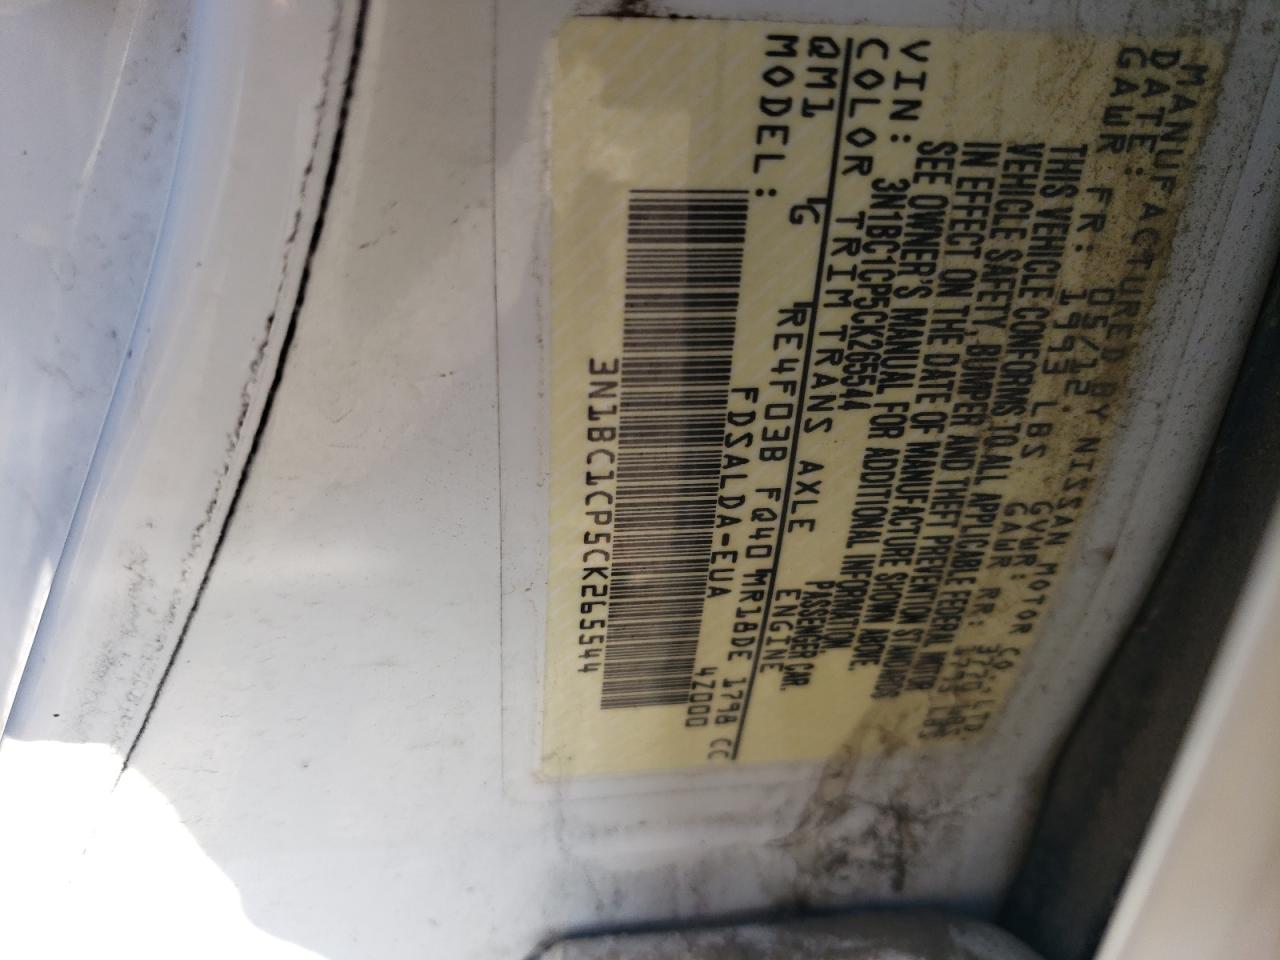 MANUFACTURED BY NISSAN MOTOR CO., LTD.
DATE: 05/12. GVWR: 3770 LBS
GAWR FR: 1993 LBS GAWR RR: 1793 LBS
THIS VEHICLE CONFORMS TO ALL APPLICABLE FEDERAL MOTOR
VEHICLE SAFETY, BUMPER AND THEFT PREVENTION STANDARDS
IN EFFECT ON THE DATE OF MANUFACTURE SHOWN ABOVE.
SEE OWNER'S MANUAL FOR ADDITIONAL INFORMATION.
VIN: 3N1BC1CP5CK265544 PASSENGER CAR.
COLOR TRIM TRANS AXLE ENGINE
QM1 G RE4F03B FQ40 MR18DE 1798 CC
MODEL: FDSALDA-EUA 4Z000
3N1BC1CP5CK265544